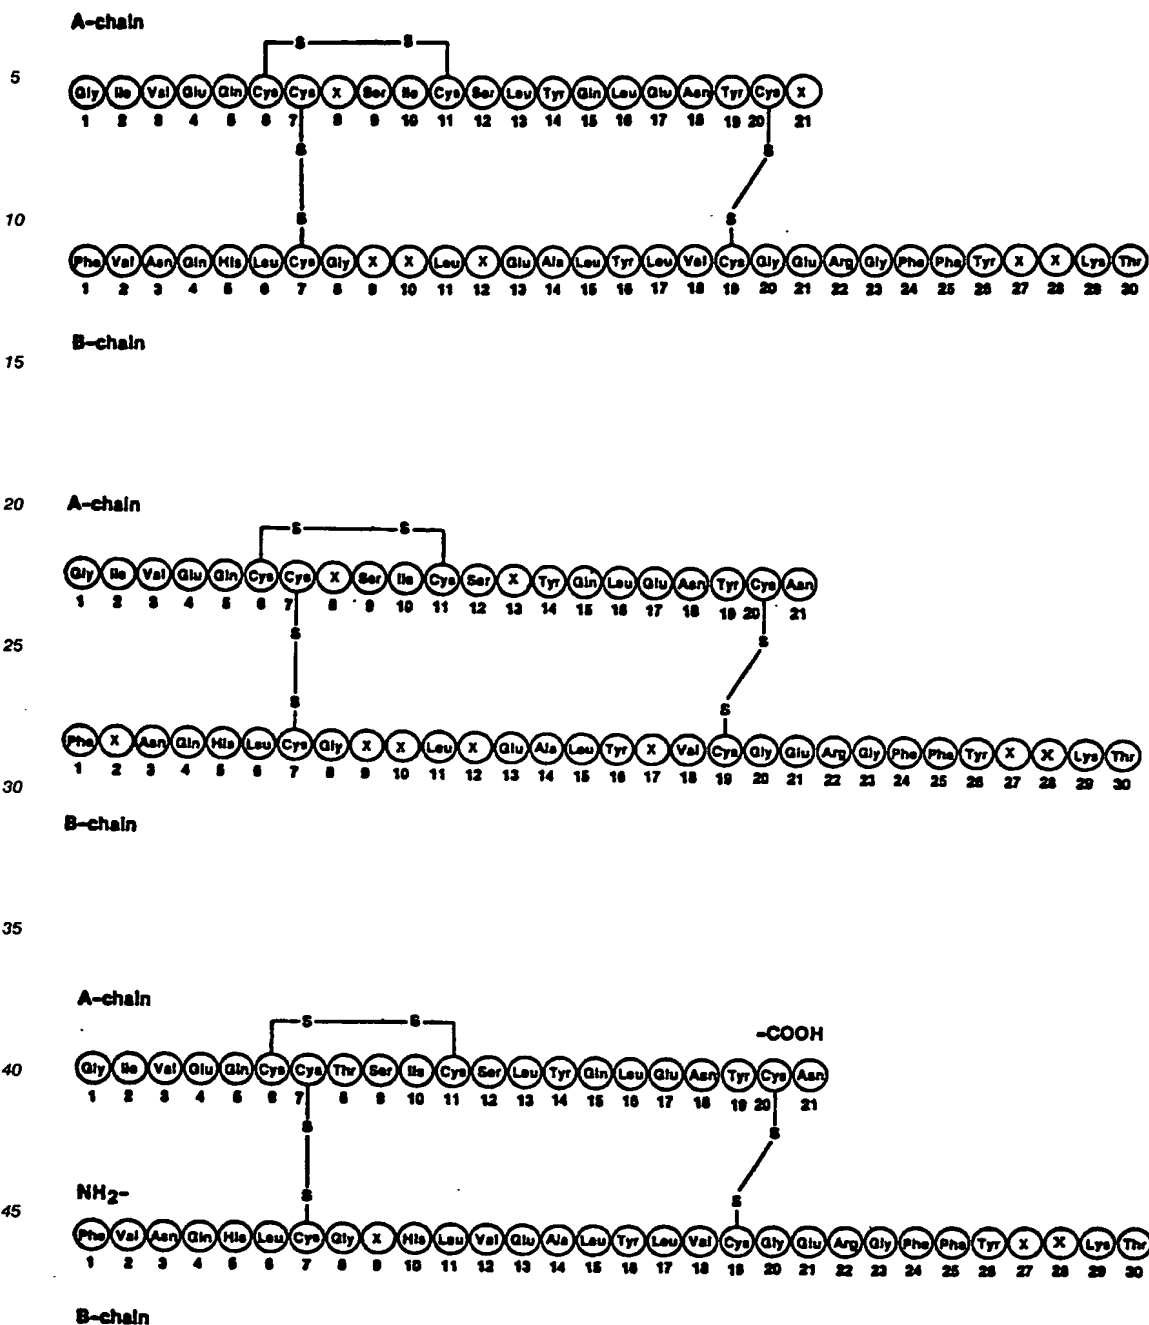 A-chain
S S
5
Gly Ile Val Glu Gln Cys Cys X Ser Ile Cys Ser Leu Tyr Gln Leu Glu Asn Tyr Cys X
1 2 3 4 5 6 7 8 9 10 11 12 13 14 15 16 17 18 19 20 21
S S
10 S S
Phe Val Asn Gln His Leu Cys Gly X X Leu X Glu Ala Leu Tyr Leu Val Cys Gly Glu Arg Gly Phe Phe Tyr X X Lys Thr
1 2 3 4 5 6 7 8 9 10 11 12 13 14 15 16 17 18 19 20 21 22 23 24 25 26 27 28 29 30
B-chain
15
20 A-chain
S S
Gly Ile Val Glu Gln Cys Cys X Ser Ile Cys Ser X Tyr Gln Leu Glu Asn Tyr Cys Asn
1 2 3 4 5 6 7 8 9 10 11 12 13 14 15 16 17 18 19 20 21
25 S S
S S
Phe X Asn Gln His Leu Cys Gly X X Leu X Glu Ala Leu Tyr X Val Cys Gly Glu Arg Gly Phe Phe Tyr X X Lys Thr
1 2 3 4 5 6 7 8 9 10 11 12 13 14 15 16 17 18 19 20 21 22 23 24 25 26 27 28 29 30
30
B-chain
35
A-chain
S S
-COOH
40 Gly Ile Val Glu Gln Cys Cys Thr Ser Ile Cys Ser Leu Tyr Gln Leu Glu Asn Tyr Cys Asn
1 2 3 4 5 6 7 8 9 10 11 12 13 14 15 16 17 18 19 20 21
S S
NH2- S S
45
Phe Val Asn Gln His Leu Cys Gly X His Leu Val Glu Ala Leu Tyr Leu Val Cys Gly Glu Arg Gly Phe Phe Tyr X X Lys Thr
1 2 3 4 5 6 7 8 9 10 11 12 13 14 15 16 17 18 19 20 21 22 23 24 25 26 27 28 29 30
B-chain